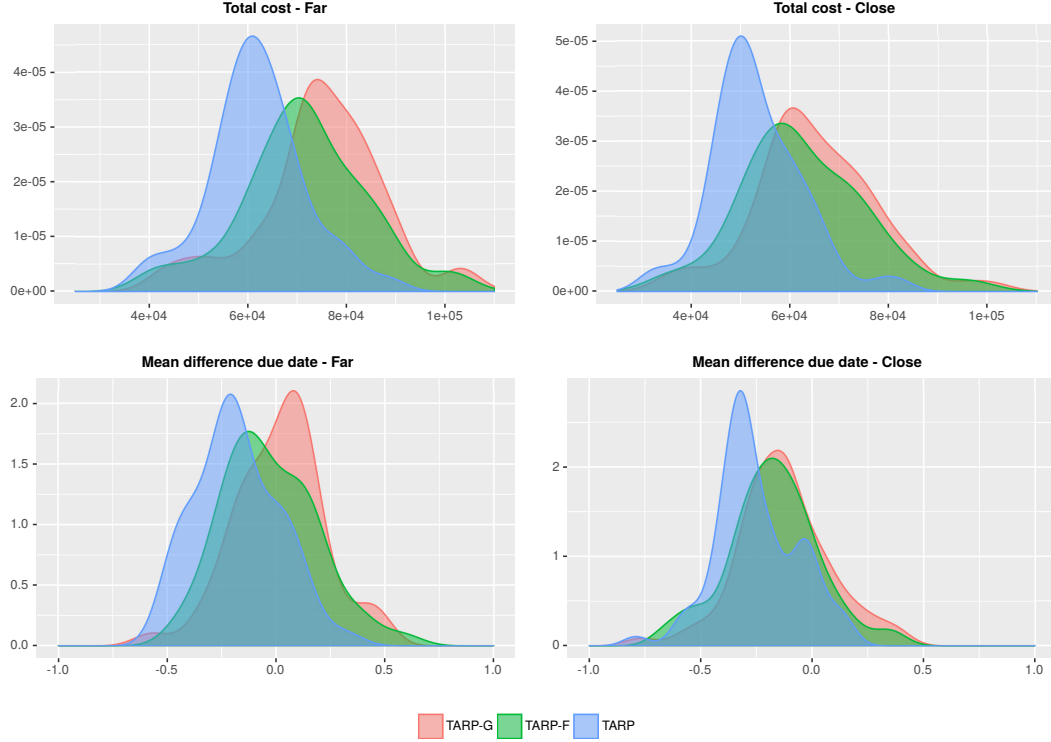 Total cost - Far
Total cost - Close
4e-05
3e-05
2e-05
1e-05
0e+00
4e+04 6e+04 8e+04 1e+05
5e-05
4e-05
3e-05
2e-05
1e-05
0e+00
4e+04 6e+04 8e+04 1e+05
Mean difference due date - Far
Mean difference due date - Close
2.0
1.5
1.0
0.5
0.0
-1.0 -0.5 0.0 0.5 1.0
2
1
0
-1.0 -0.5 0.0 0.5 1.0
TARP-G TARP-F TARP